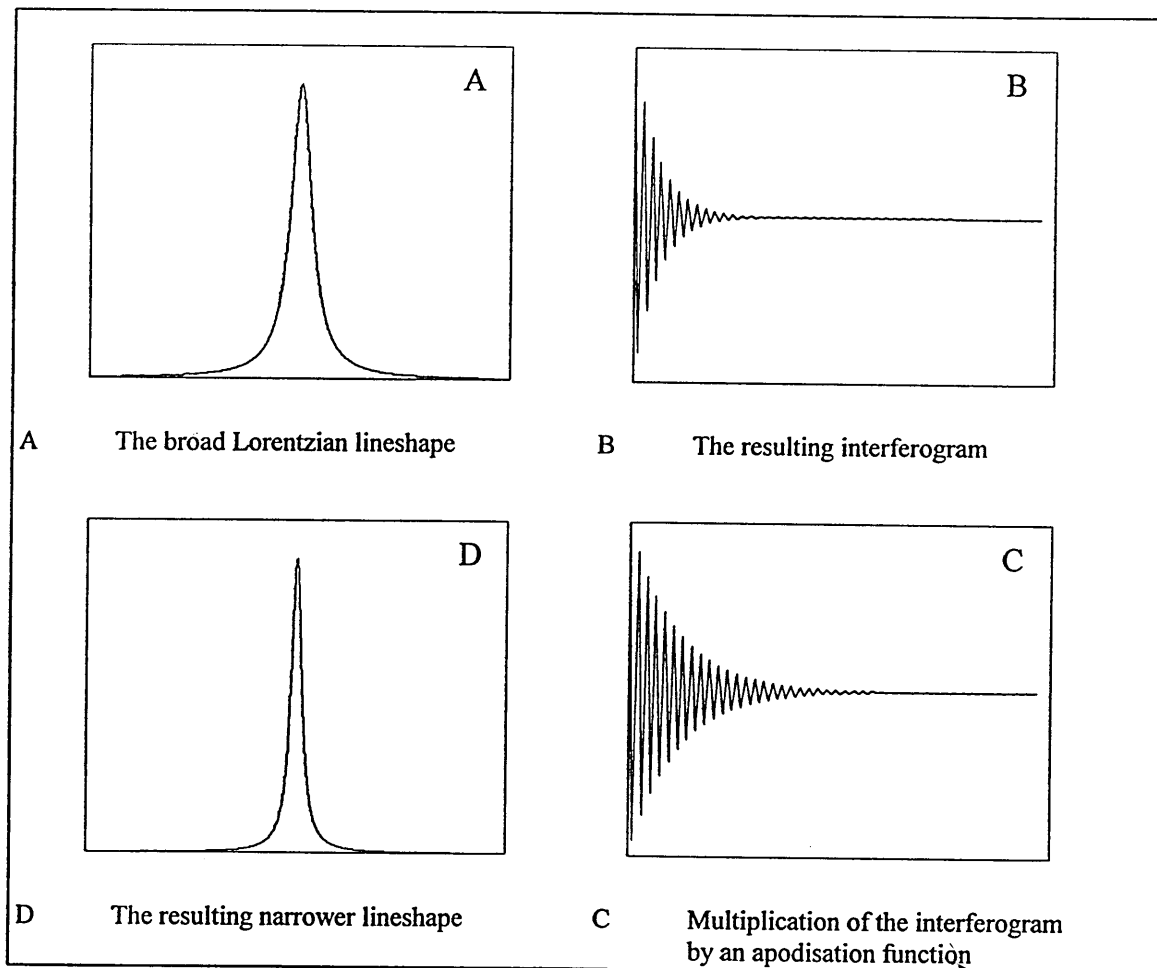 A
B
A The broad Lorentzian lineshape
B The resulting interferogram
D
C
D The resulting narrower lineshape
C Multiplication of the interferogram
by an apodisation function